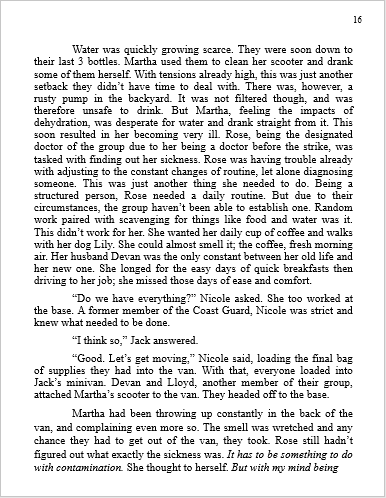 16
Water was quickly growing scarce. They were soon down to
their last 3 bottles. Martha used them to clean her scooter and drank
some of them herself. With tensions already high, this was just another
setback they didn't have time to deal with. There was, however, a
rusty pump in the backyard. It was not filtered though, and was
therefore unsafe to drink. But Martha, feeling the impacts of
dehydration, was desperate for water and drank straight from it. This
soon resulted in her becoming very ill. Rose, being the designated
doctor of the group due to her being a doctor before the strike, was
tasked with finding out her sickness. Rose was having trouble already
with adjusting to the constant changes of routine, let alone diagnosing
someone. This was just another thing she needed to do. Being a
structured person, Rose needed a daily routine. But due to their
circumstances, the group haven't been able to establish one. Random
work paired with scavenging for things like food and water was it.
This didn't work for her. She wanted her daily cup of coffee and walks
with her dog Lily. She could almost smell it; the coffee, fresh morning
air. Her husband Devan was the only constant between her old life and
her new one. She longed for the easy days of quick breakfasts then
driving to her job; she missed those days of ease and comfort.
"Do we have everything?" Nicole asked. She too worked at
the base. A former member of the Coast Guard, Nicole was strict and
knew what needed to be done.
"I think so," Jack answered.
"Good. Let's get moving," Nicole said, loading the final bag
of supplies they had into the van. With that, everyone loaded into
Jack's minivan. Devan and Lloyd, another member of their group,
attached Martha's scooter to the van. They headed off to the base.
Martha had been throwing up constantly in the back of the
van, and complaining even more so. The smell was wretched and any
chance they had to get out of the van, they took. Rose still hadn't
figured out what exactly the sickness was. It has to be something to do
with contamination. She thought to herself. But with my mind being